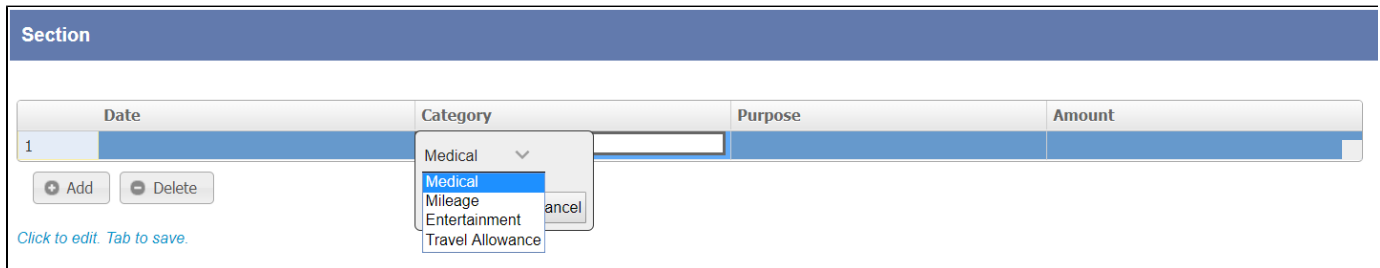 Section
Date Category Purpose Amount
1
Medical
Medical
Mileage
Entertainment
Travel Allowance
ancel
Add Delete
Click to edit. Tab to save.